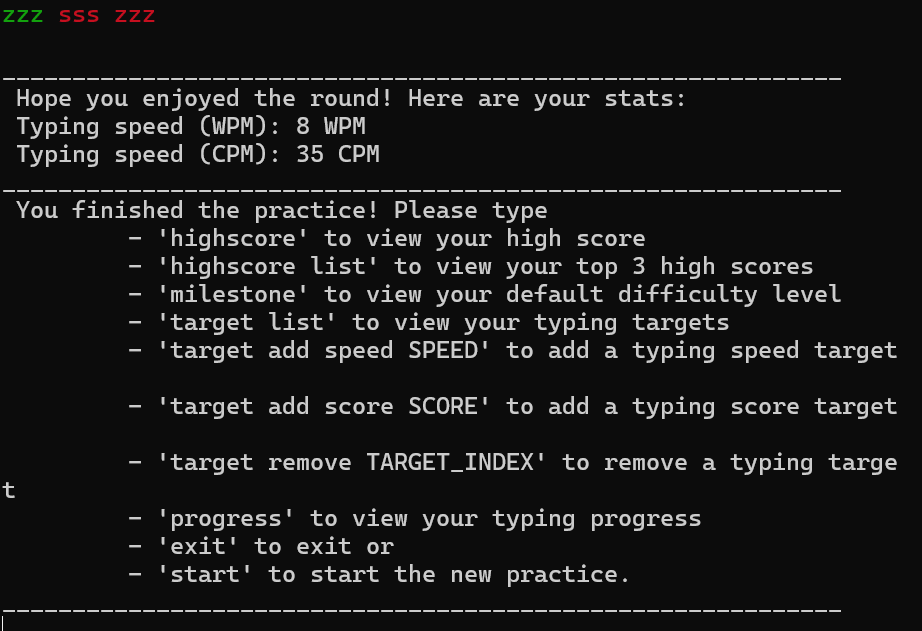 zzz sss zzz
____________________________________________________________
Hope you enjoyed the round! Here are your stats:
Typing speed (WPM): 8 WPM
Typing speed (CPM): 35 CPM
____________________________________________________________
You finished the practice! Please type
- 'highscore' to view your high score
- 'highscore list' to view your top 3 high scores
- 'milestone' to view your default difficulty level
- 'target list' to view your typing targets
- 'target add speed SPEED' to add a typing speed target
- 'target add score SCORE' to add a typing score target
- 'target remove TARGET_INDEX' to remove a typing targe
t
- 'progress' to view your typing progress
- 'exit' to exit or
- 'start' to start the new practice.
____________________________________________________________